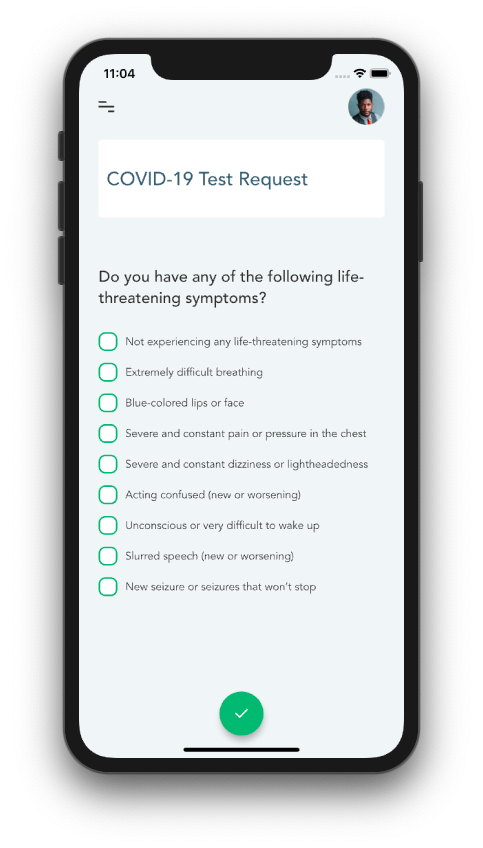 11:04
COVID-19 Test Request
Do you have any of the following life-
threatening symptoms?
Not experiencing any life-threatening symptoms
Extremely difficult breathing
Blue-colored lips or face
Severe and constant pain or pressure in the chest
Severe and constant dizziness or lightheadedness
Acting confused (new or worsening)
Unconscious or very difficult to wake up
Slurred speech (new or worsening)
New seizure or seizures that won't stop